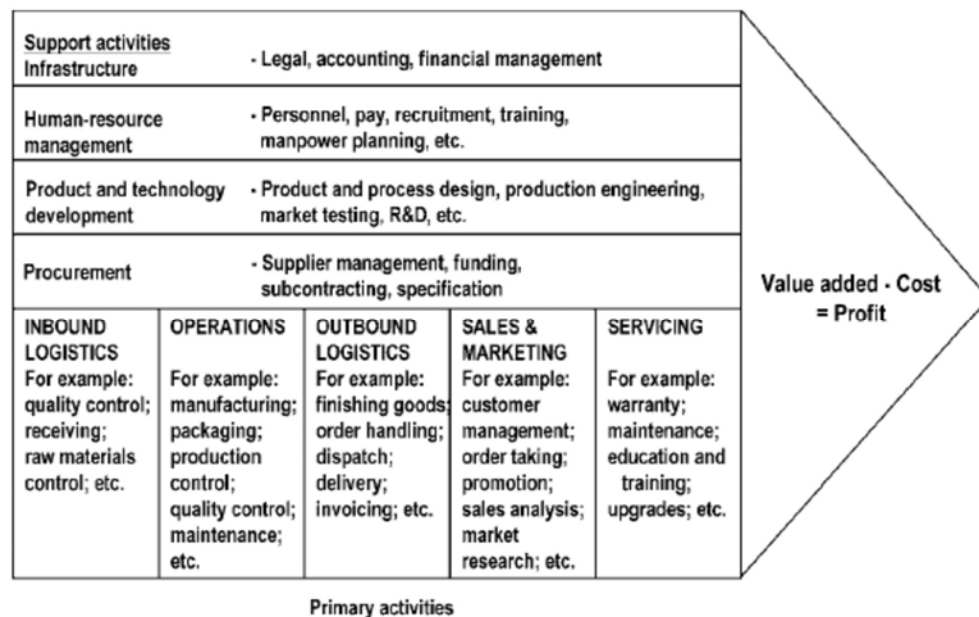 Support activities
Infrastructure
- Legal, accounting, financial management
Human-resource
management
- Personnel, pay, recruitment, training,
manpower planning, etc.
Product and technology
development
- Product and process design, production engineering,
market testing, R&D, etc.
Procurement
- Supplier management, funding,
subcontracting, specification
Value added - Cost
= Profit
INBOUND
LOGISTICS
For example:
quality control;
receiving;
raw materials
control; etc.
OPERATIONS
For example:
manufacturing;
packaging;
production
control;
quality control;
maintenance;
etc.
OUTBOUND
LOGISTICS
For example:
finishing goods;
order handling;
dispatch;
delivery;
invoicing; etc.
SALES &
MARKETING
For example:
customer
management;
order taking;
promotion;
sales analysis;
market
research; etc.
SERVICING
For example:
warranty;
maintenance;
education and
training;
upgrades; etc.
Primary activities